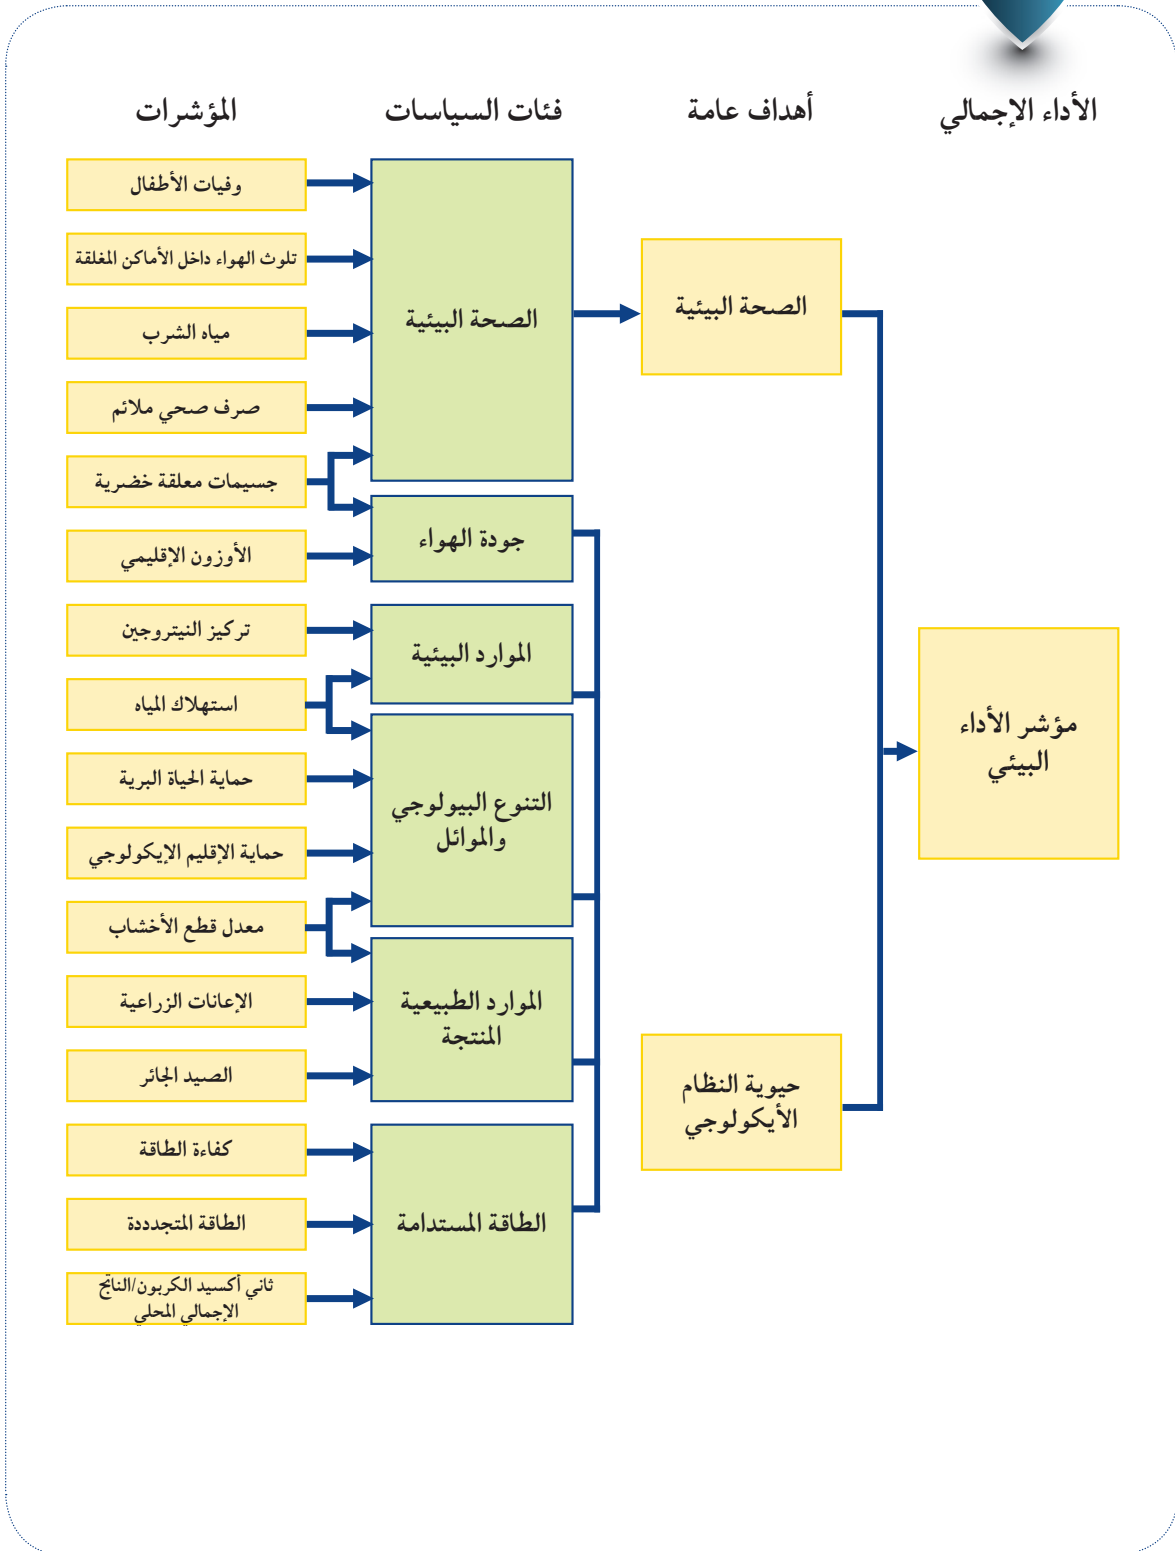 الأداء الإجمالي
أهداف عامة
فئات السياسات
المؤشرات
مؤشر الأداء
البيئي
الصحة البيئية
حيوية النظام
الأيكولوجي
الصحة البيئية
جودة الهواء
الموارد البيئية
التنوع البيولوجي
والموائل
الموارد الطبيعية
المنتجة
الطاقة المستدامة
وفيات الأطفال
تلوث الهواء داخل الأماكن المغلقة
مياه الشرب
صرف صحي ملائم
جسيمات معلقة خضرية
الأوزون الإقليمي
تركيز النيتروجين
استهلاك المياه
حماية الحياة البرية
حماية الإقليم الإيكولوجي
معدل قطع الأخشاب
الإعانات الزراعية
الصيد الجائر
كفاءة الطاقة
الطاقة المتجدددة
ثاني أكسيد الكربون/الناتج
الإجمالي المحلي